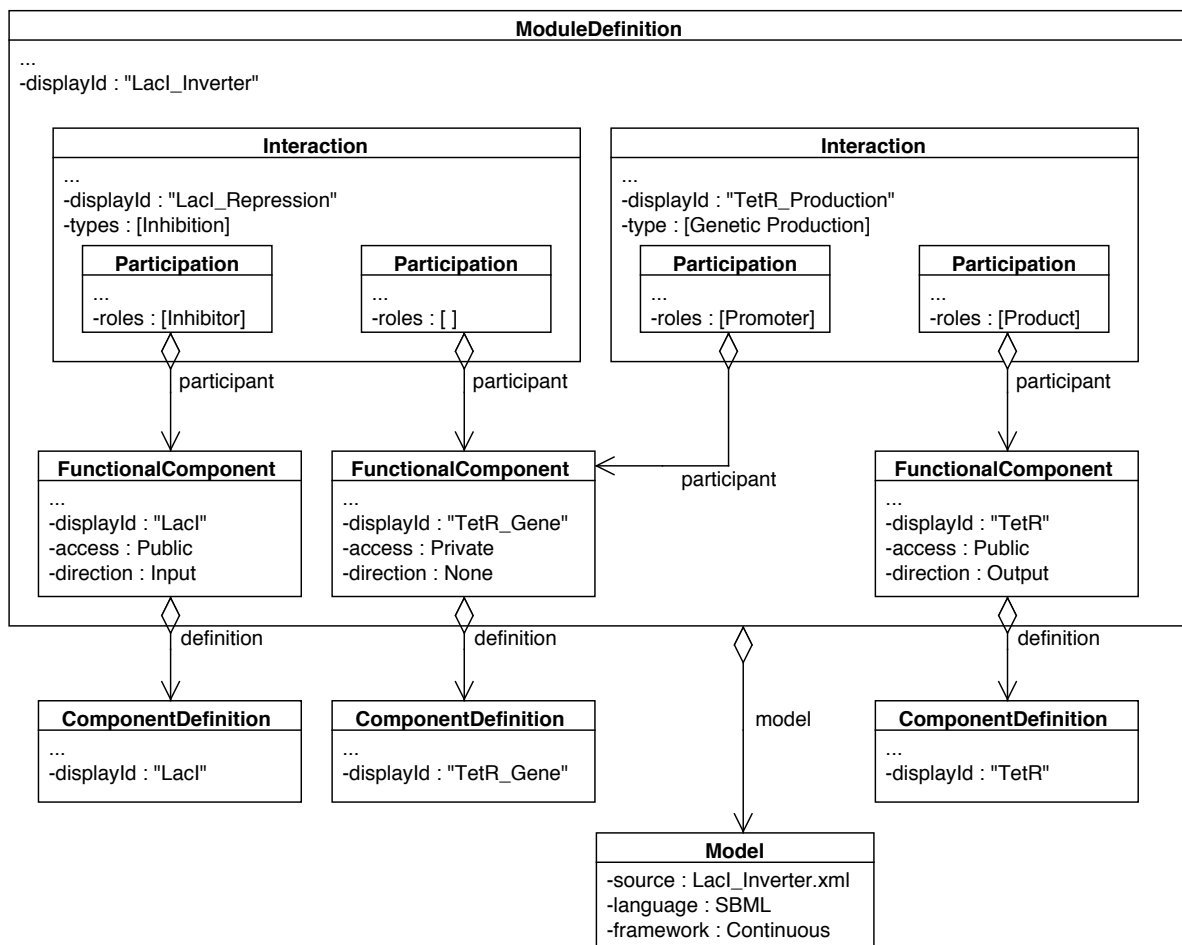 ModuleDefinition
...
-displayId : "LacI_Inverter"
Interaction
...
-displayId : "LacI_Repression"
-types : [Inhibition]
Participation
...
-roles : [Inhibitor]
Participation
...
-roles : [ ]
Interaction
...
-displayId : "TetR_Production"
-type : [Genetic Production]
Participation
...
-roles : [Promoter]
Participation
...
-roles : [Product]
participant
participant
participant
participant
FunctionalComponent
...
-displayId : "LacI"
-access : Public
-direction : Input
FunctionalComponent
...
-displayId : "TetR_Gene"
-access : Private
-direction : None
FunctionalComponent
...
-displayId : "TetR"
-access : Public
-direction : Output
definition
definition
definition
ComponentDefinition
...
-displayId : "LacI"
ComponentDefinition
...
-displayId : "TetR_Gene"
model
ComponentDefinition
...
-displayId : "TetR"
Model
-source : LacI_Inverter.xml
-language : SBML
-framework : Continuous